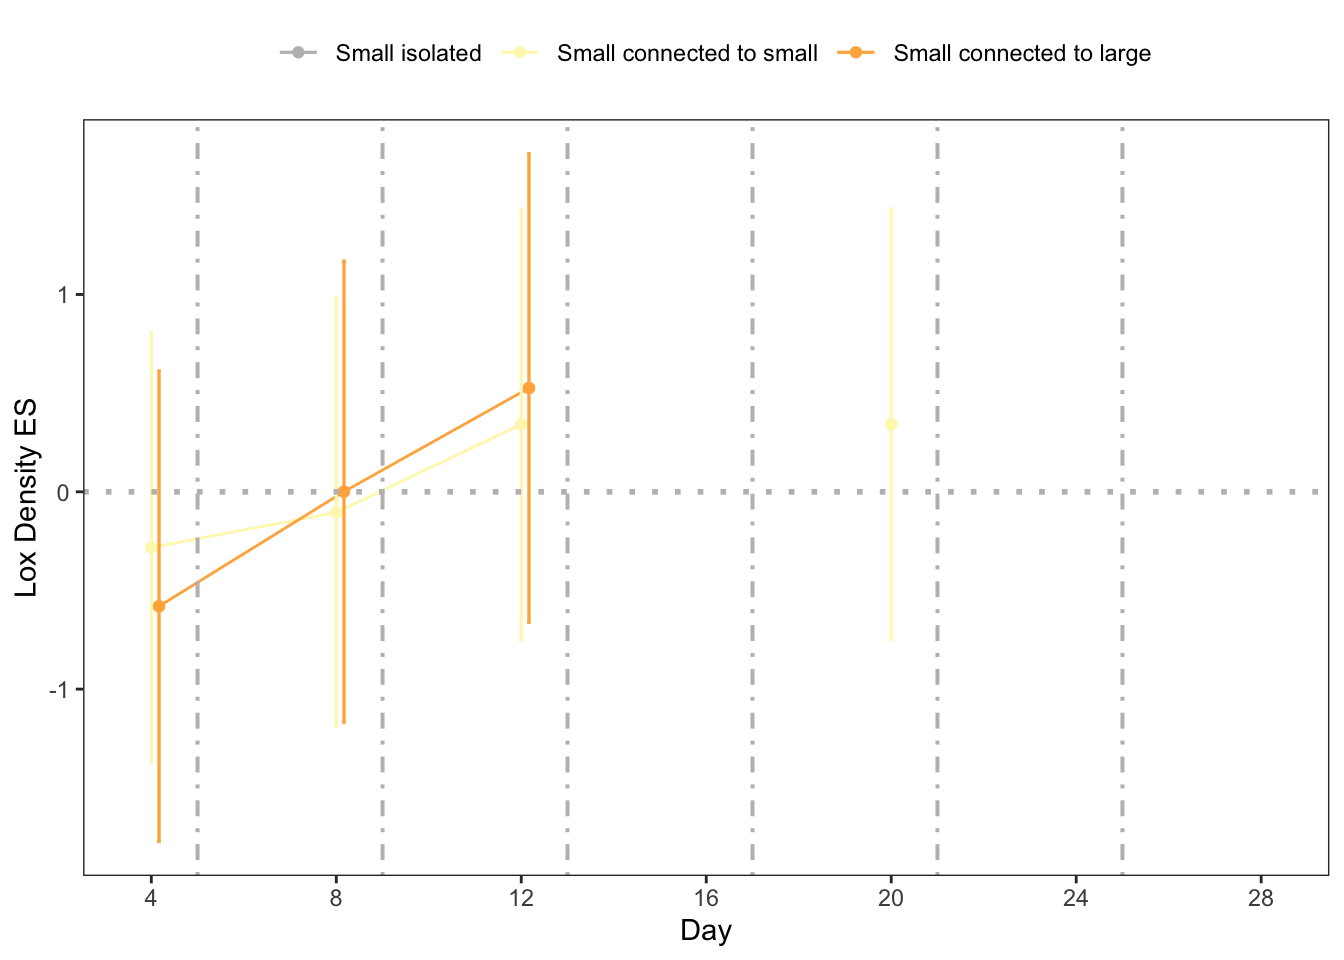 Small isolated Small connected to small Small connected to large
Lox Density ES
1
0
-1
4 8 12 16 20 24 28
Day